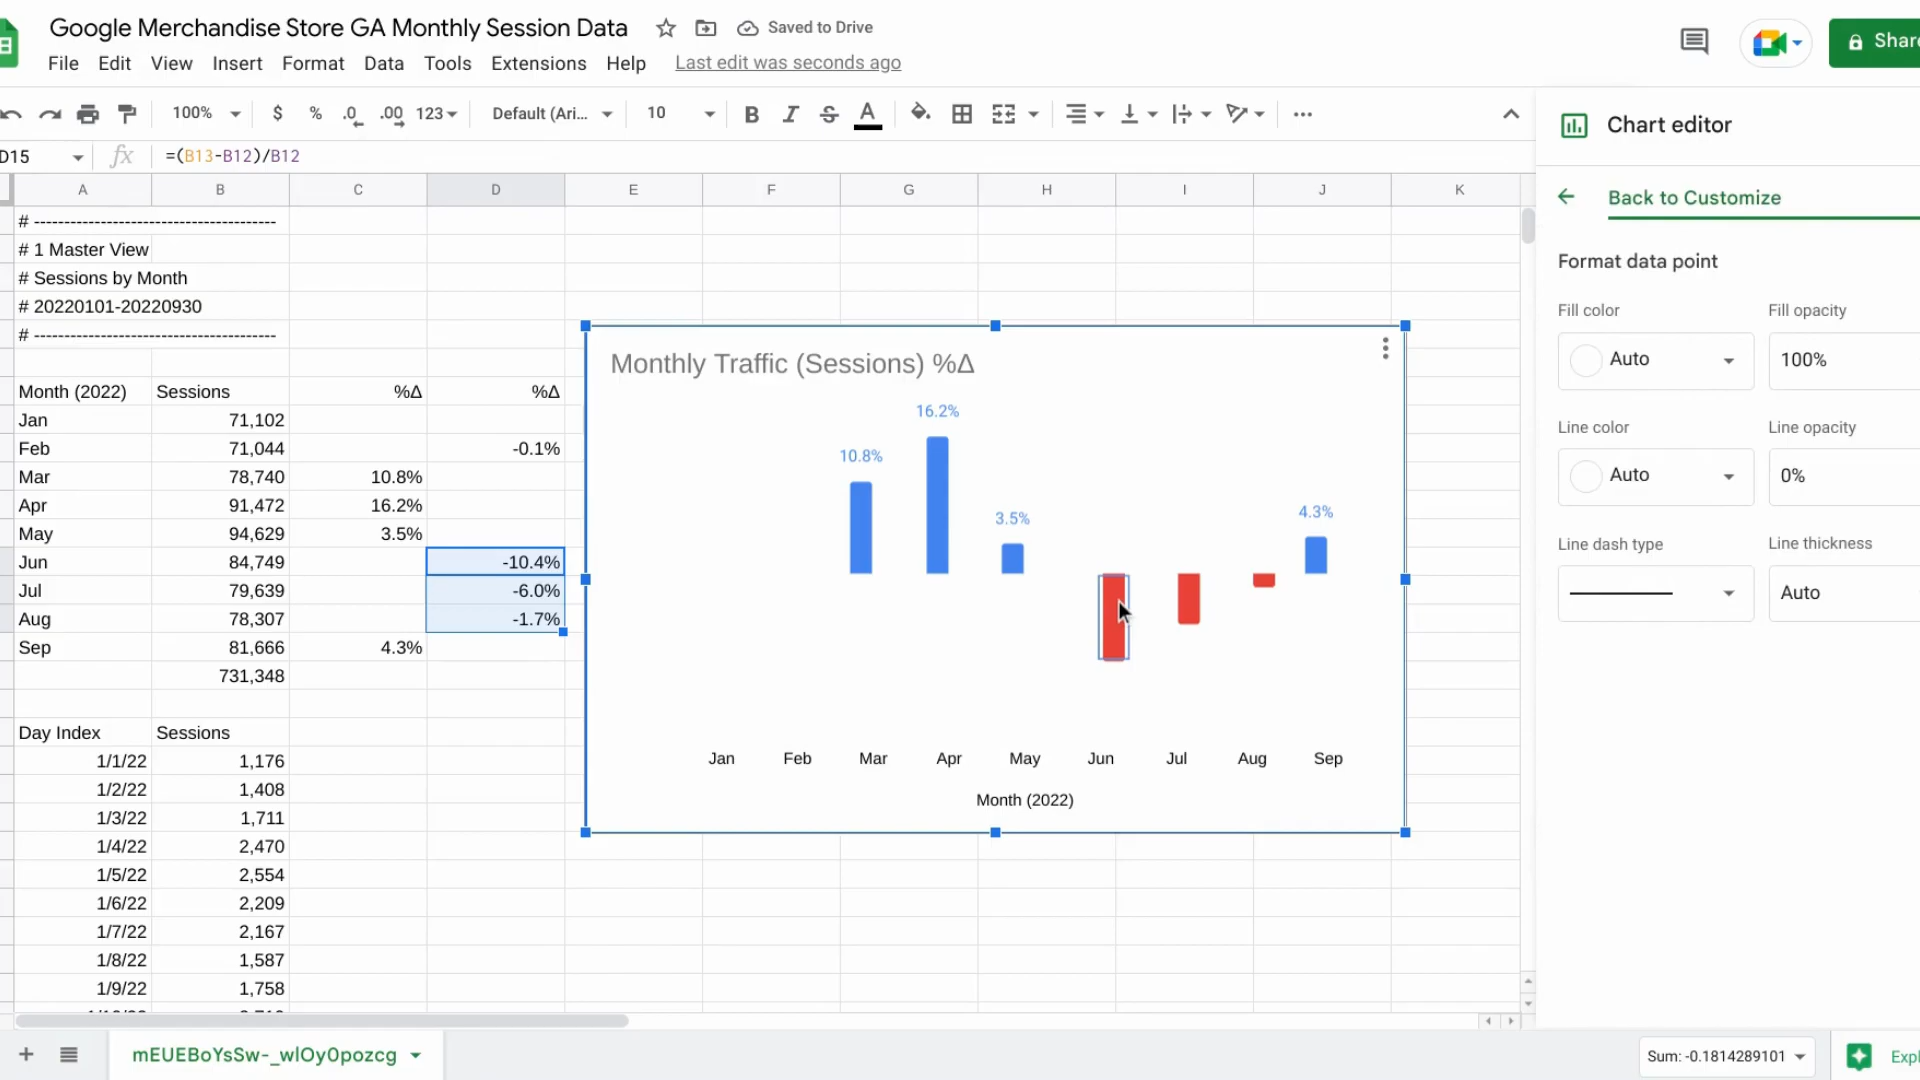 Google Merchandise Store GA Monthly Session Data
Saved to Drive
Share
File Edit View Insert Format Data Tools Extensions Help Last edit was seconds ago
100% $ % .0 .00 123 Default (Ari... 10 B I S A
D15 fx =(B13-B12)/B12
A B C D E F G H I J K
# ----------------------------------------
# 1 Master View
# Sessions by Month
# 20220101-20220930
# ----------------------------------------
Month (2022) Sessions %Δ %Δ
Jan 71,102
Feb 71,044 -0.1%
Mar 78,740 10.8%
Apr 91,472 16.2%
May 94,629 3.5%
Jun 84,749 -10.4%
Jul 79,639 -6.0%
Aug 78,307 -1.7%
Sep 81,666 4.3%
731,348
Day Index Sessions
1/1/22 1,176
1/2/22 1,408
1/3/22 1,711
1/4/22 2,470
1/5/22 2,554
1/6/22 2,209
1/7/22 2,167
1/8/22 1,587
1/9/22 1,758
Monthly Traffic (Sessions) %Δ
16.2%
10.8%
3.5%
4.3%
Jan Feb Mar Apr May Jun Jul Aug Sep
Month (2022)
Chart editor
Back to Customize
Format data point
Fill color Fill opacity
Auto 100%
Line color Line opacity
Auto 0%
Line dash type Line thickness
Auto
mEUEBoYsSw-_wlOy0pozcg
Sum: -0.1814289101
Expl